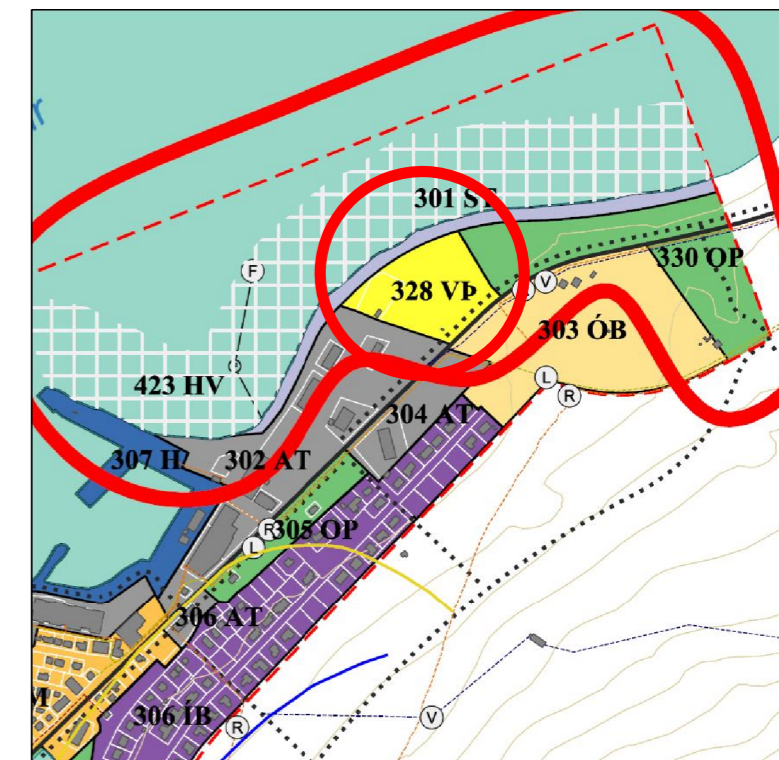 r
F
301 ST
328 VÞ
330 OP
V
303 ÓB
423 HV
L
R
304 AT
307 H
302 AT
R
L
305 OP
306 AT
M
306 ÍB
R
V